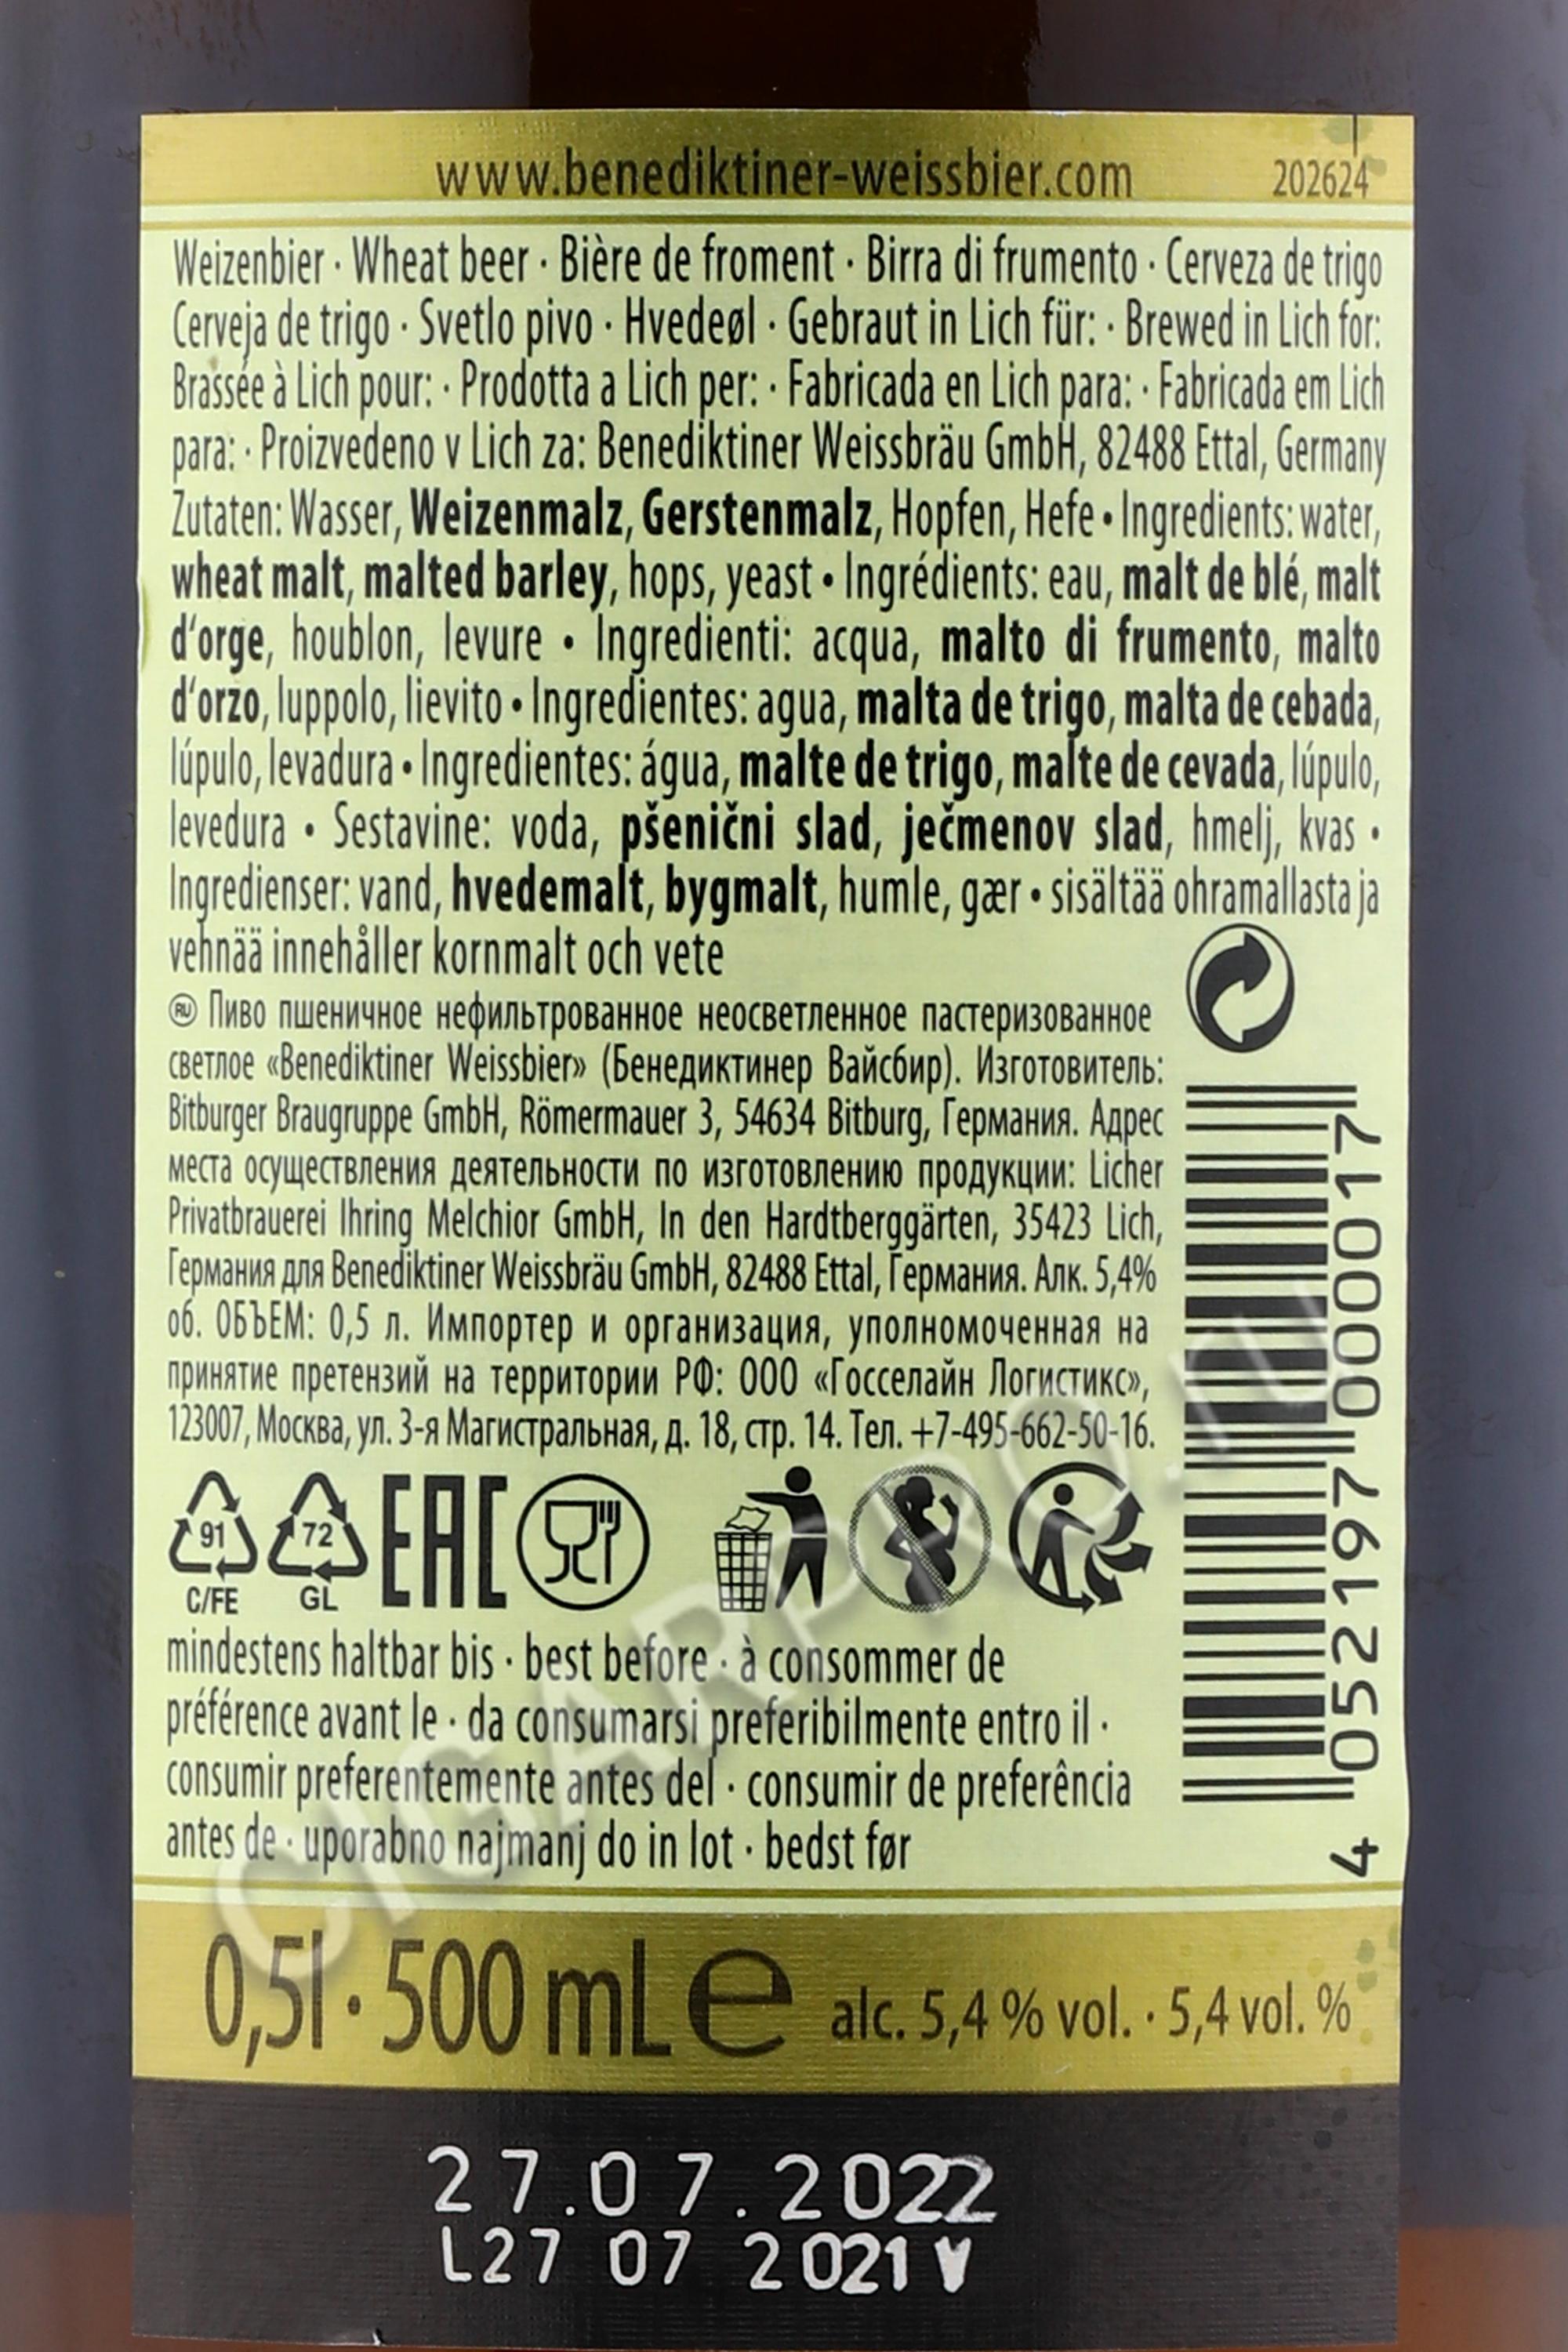 www.benediktiner-weissbier.com 202624
Weizenbier · Wheat beer · Bière de froment · Birra di frumento · Cerveza de trigo
Cerveja de trigo · Svetlo pivo · Hvedeøl · Gebraut in Lich für: · Brewed in Lich for:
Brassée à Lich pour: · Prodotta a Lich per: · Fabricada en Lich para: · Fabricada em Lich
para: · Proizvedeno v Lich za: Benediktiner Weissbräu GmbH, 82488 Ettal, Germany
Zutaten: Wasser, Weizenmalz, Gerstenmalz, Hopfen, Hefe • Ingredients: water,
wheat malt, malted barley, hops, yeast • Ingrédients: eau, malt de blé, malt
d‘orge, houblon, levure • Ingredienti: acqua, malto di frumento, malto
d‘orzo, luppolo, lievito • Ingredientes: agua, malta de trigo, malta de cebada,
lúpulo, levadura • Ingredientes: água, malte de trigo, malte de cevada, lúpulo,
levedura • Sestavine: voda, pšenični slad, ječmenov slad, hmelj, kvas •
Ingredienser: vand, hvedemalt, bygmalt, humle, gær • sisältää ohramallasta ja
vehnää innehåller kornmalt och vete
RU Пиво пшеничное нефильтрованное неосветленное пастеризованное
светлое «Benediktiner Weissbier» (Бенедиктинер Вайсбир). Изготовитель:
Bitburger Braugruppe GmbH, Römermauer 3, 54634 Bitburg, Германия. Адрес
места осуществления деятельности по изготовлению продукции: Licher
Privatbrauerei Ihring Melchior GmbH, In den Hardtberggärten, 35423 Lich,
Германия для Benediktiner Weissbräu GmbH, 82488 Ettal, Германия. Алк. 5,4%
об. ОБЪЕМ: 0,5 л. Импортер и организация, уполномоченная на
принятие претензий на территории РФ: ООО «Госселайн Логистикс»,
123007, Москва, ул. 3-я Магистральная, д. 18, стр. 14. Тел. +7-495-662-50-16.
91 72 EAC
C/FE GL
mindestens haltbar bis · best before · à consommer de
préférence avant le · da consumarsi preferibilmente entro il ·
consumir preferentemente antes del · consumir de preferência
antes de · uporabno najmanj do in lot · bedst før
4 052197 000017
CIGARPRO.RU
0,5l · 500 mL e alc. 5,4 % vol. · 5,4 vol. %
27.07.2022
L27 07 2021 V